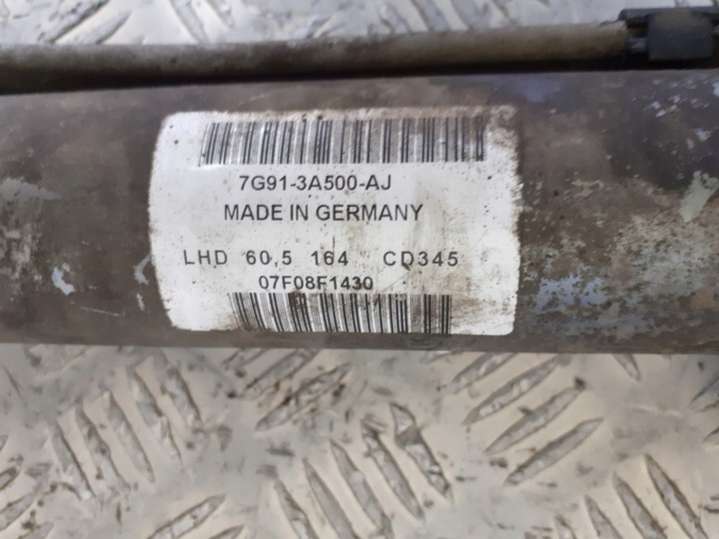 7G91-3A500-AJ
MADE IN GERMANY
LHD 60,5 164 CD345
07F08F1430